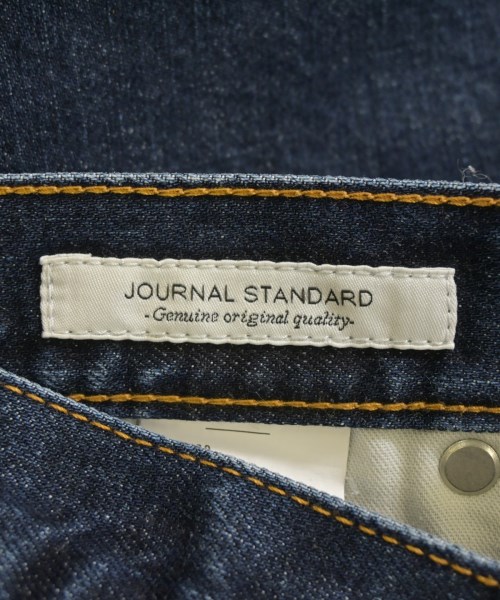 JOURNAL STANDARD
-Genuine original quality-